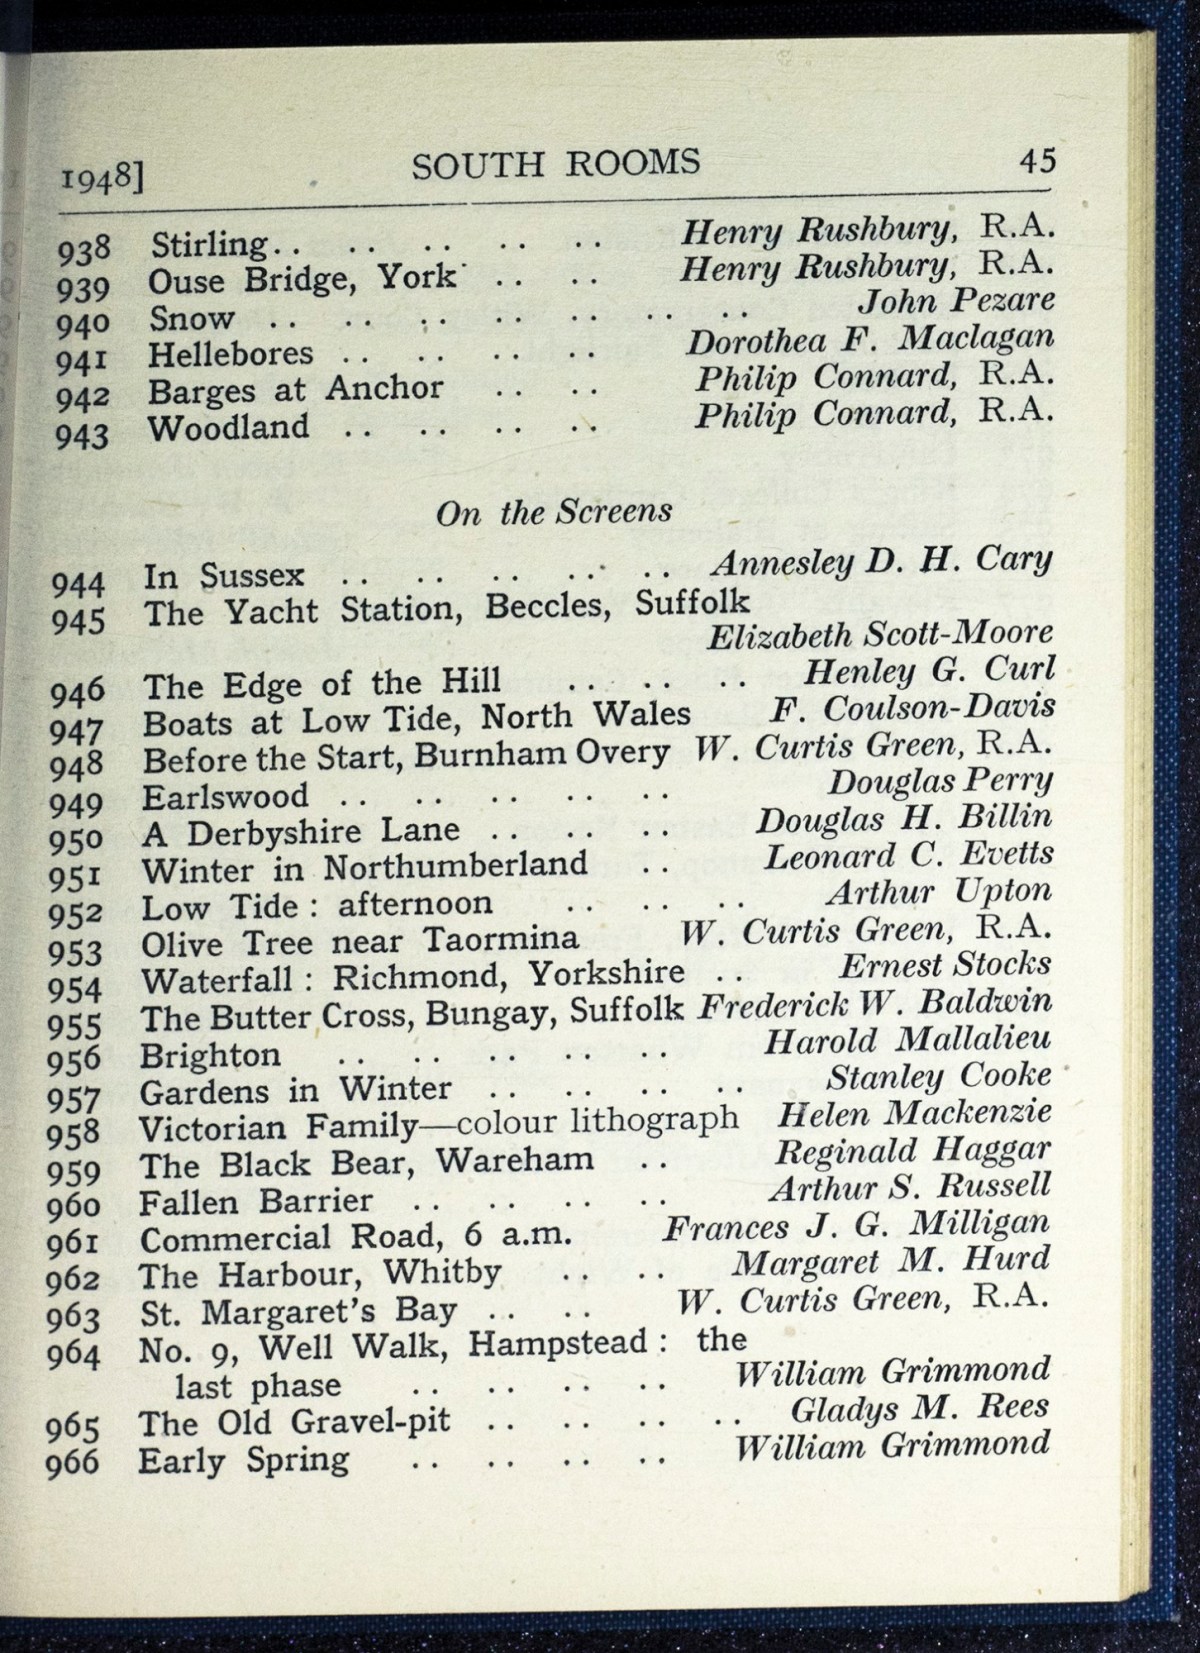 1948] SOUTH ROOMS 45
938 Stirling.. .. .. .. .. Henry Rushbury, R.A.
939 Ouse Bridge, York .. .. Henry Rushbury, R.A.
940 Snow .. .. .. .. .. .. .. John Pezare
941 Hellebores .. .. .. .. Dorothea F. Maclagan
942 Barges at Anchor .. .. Philip Connard, R.A.
943 Woodland .. .. .. .. Philip Connard, R.A.
On the Screens
944 In Sussex .. .. .. .. .. Annesley D. H. Cary
945 The Yacht Station, Beccles, Suffolk
Elizabeth Scott-Moore
946 The Edge of the Hill .. .. .. Henley G. Curl
947 Boats at Low Tide, North Wales F. Coulson-Davis
948 Before the Start, Burnham Overy W. Curtis Green, R.A.
949 Earlswood .. .. .. .. .. Douglas Perry
950 A Derbyshire Lane .. .. .. Douglas H. Billin
951 Winter in Northumberland .. Leonard C. Evetts
952 Low Tide : afternoon .. .. .. Arthur Upton
953 Olive Tree near Taormina W. Curtis Green, R.A.
954 Waterfall : Richmond, Yorkshire .. Ernest Stocks
955 The Butter Cross, Bungay, Suffolk Frederick W. Baldwin
956 Brighton .. .. .. .. .. Harold Mallalieu
957 Gardens in Winter .. .. .. .. Stanley Cooke
958 Victorian Family—colour lithograph Helen Mackenzie
959 The Black Bear, Wareham .. Reginald Haggar
960 Fallen Barrier .. .. .. .. Arthur S. Russell
961 Commercial Road, 6 a.m. Frances J. G. Milligan
962 The Harbour, Whitby .. .. Margaret M. Hurd
963 St. Margaret's Bay .. .. W. Curtis Green, R.A.
964 No. 9, Well Walk, Hampstead : the
last phase .. .. .. .. William Grimmond
965 The Old Gravel-pit .. .. .. .. Gladys M. Rees
966 Early Spring .. .. .. .. William Grimmond